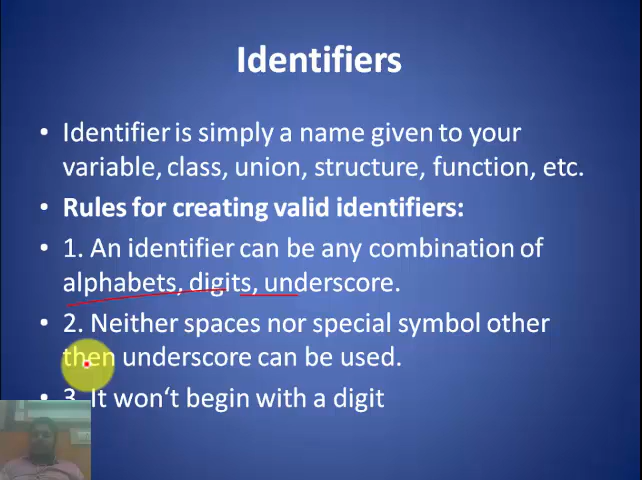 Identifiers
• Identifier is simply a name given to your
variable, class, union, structure, function, etc.
• Rules for creating valid identifiers:
• 1. An identifier can be any combination of
alphabets, digits, underscore.
• 2. Neither spaces nor special symbol other
then underscore can be used.
• 3. It won‘t begin with a digit